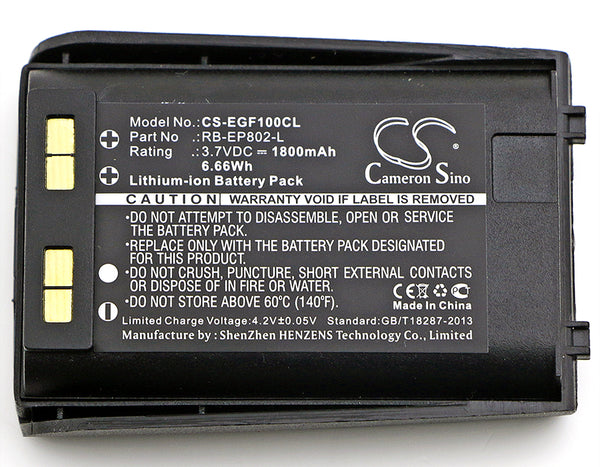 Model No.:CS-EGF100CL
Part No :RB-EP802-L
Rating :3.7VDC⎓1800mAh
6.66Wh
Lithium-ion Battery Pack
CS
Cameron Sino
CAUTION WARRANTY VOID IF COVER REMOVED.
•DO NOT ATTEMPT TO DISASSEMBLE, OPEN OR SERVICE
THE BATTERY PACK.
•REPLACE ONLY WITH THE BATTERY PACK DESIGNATED
FOR THIS PRODUCT.
•DO NOT CRUSH, PUNCTURE, SHORT EXTERNAL CONTACTS
OR DISPOSE OF IN FIRE OR WATER.
•DO NOT STORE ABOVE 60°C (140°F)
CE
Made In China
Limited Charge Voltage:4.2V±0.05V Standard:GB/T18287-2013
Manufacture by: ShenZhen HENZENS Technology Co., Limited